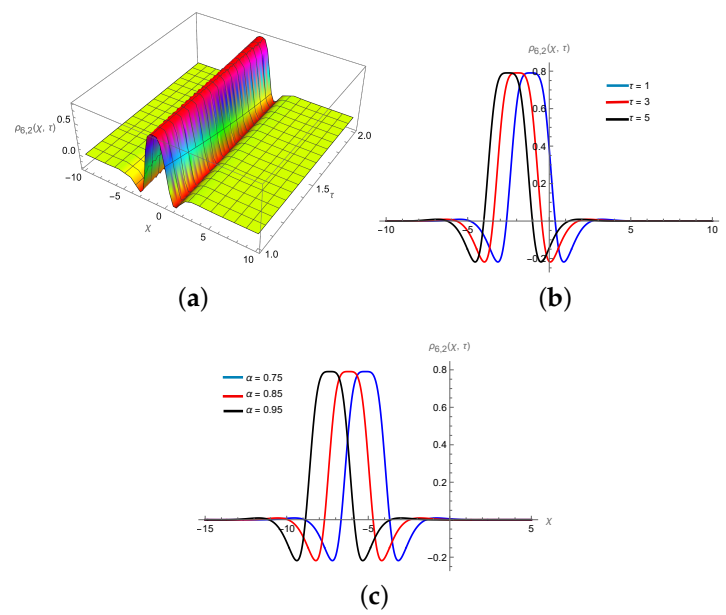 ρ6,2(χ, τ)
0.5
0.0
-10
-5
0
5
10
χ
1.0
1.5
2.0
τ
(a)
ρ6,2(χ, τ)
0.8
0.6
0.4
0.2
-0.2
-10
-5
5
10
τ = 1
τ = 3
τ = 5
(b)
ρ6,2(χ, τ)
0.8
0.6
0.4
0.2
-0.2
-15
-10
-5
5
χ
α = 0.75
α = 0.85
α = 0.95
(c)